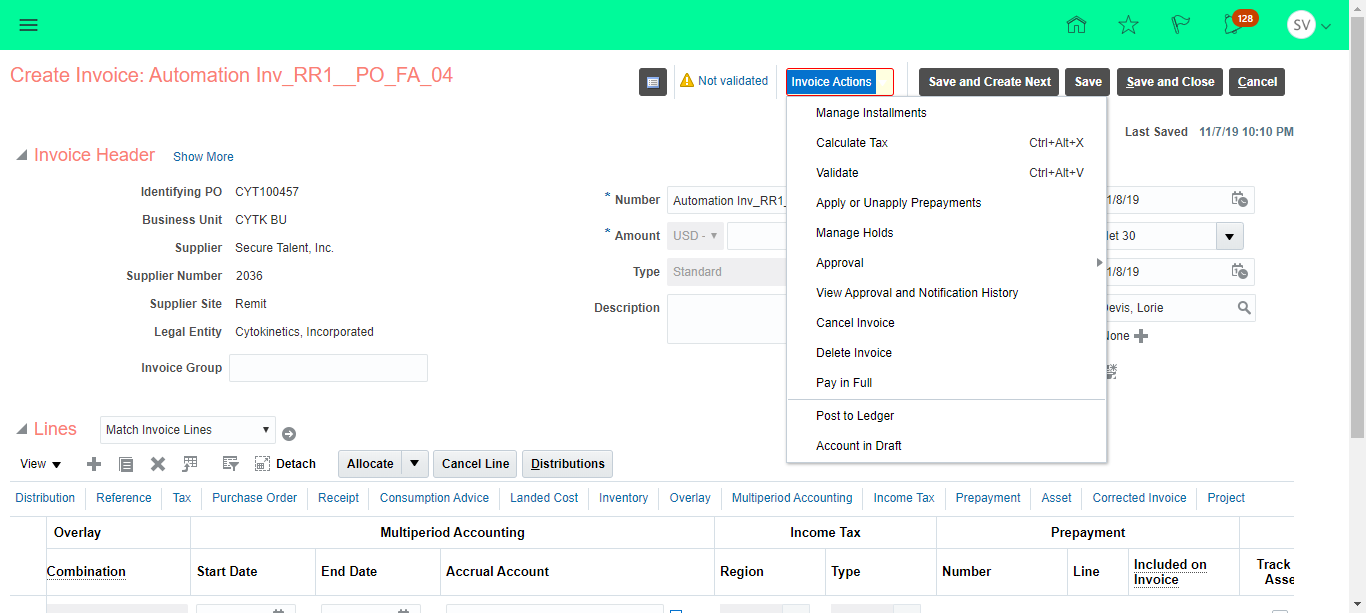 128
SV
Create Invoice: Automation Inv_RR1__PO_FA_04
Not validated
Invoice Actions
Save and Create Next
Save
Save and Close
Cancel
Last Saved 11/7/19 10:10 PM
Manage Installments
Calculate Tax Ctrl+Alt+X
Validate Ctrl+Alt+V
Apply or Unapply Prepayments
Manage Holds
Approval
View Approval and Notification History
Cancel Invoice
Delete Invoice
Pay in Full
Post to Ledger
Account in Draft
Invoice Header Show More
Identifying PO CYT100457
Business Unit CYTK BU
Supplier Secure Talent, Inc.
Supplier Number 2036
Supplier Site Remit
Legal Entity Cytokinetics, Incorporated
Invoice Group
* Number Automation Inv_RR1_
* Amount USD -
Type Standard
Description
1/8/19
et 30
1/8/19
evis, Lorie
one
Lines Match Invoice Lines
View
Detach
Allocate
Cancel Line
Distributions
Distribution Reference Tax Purchase Order Receipt Consumption Advice Landed Cost Inventory Overlay Multiperiod Accounting Income Tax Prepayment Asset Corrected Invoice Project
Overlay Multiperiod Accounting Income Tax Prepayment
Combination Start Date End Date Accrual Account Region Type Number Line Included on Invoice Track Asse